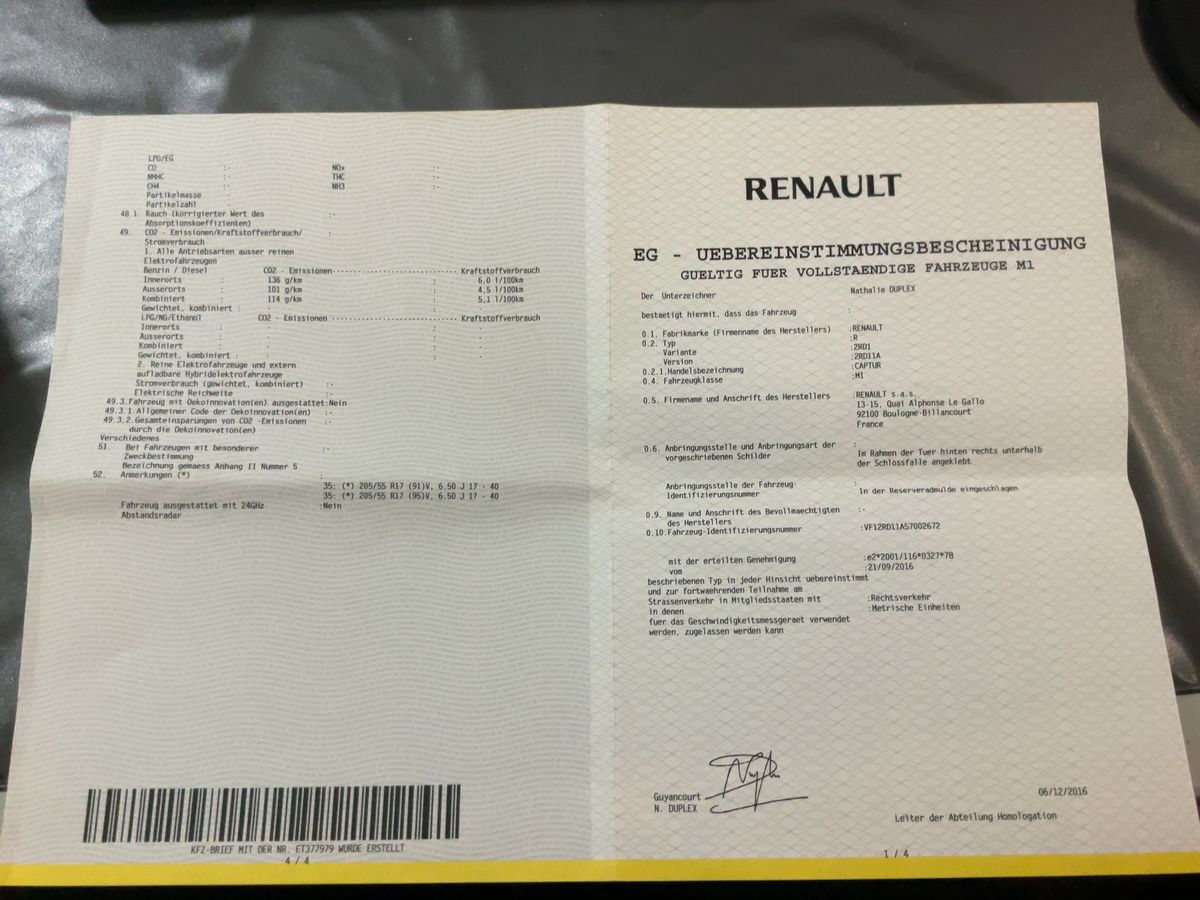 LPG/EG
CO :- NOx :-
NMHC :- THC :-
CH4 :- NH3 :-
Partikelmasse -
Partikelzahl -
48.1. Rauch (korrigierter Wert des :-
Absorptionskoeffizienten)
49. CO2 - Emissionen/Kraftstoffverbrauch/ :
Stromverbrauch
1. Alle Antriebsarten ausser reinen
Elektrofahrzeugen
Benzin / Diesel CO2 - Emissionen---------------------------- Kraftstoffverbrauch
Innerorts : 136 g/km : 6,0 l/100km
Ausserorts : 101 g/km : 4,5 l/100km
Kombiniert : 114 g/km : 5,1 l/100km
Gewichtet, kombiniert : - : -
LPG/NG/Ethanol CO2 - Emissionen---------------------------- Kraftstoffverbrauch
Innerorts : - : -
Ausserorts : - : -
Kombiniert : - : -
Gewichtet, kombiniert : - : -
2. Reine Elektrofahrzeuge und extern
aufladbare Hybridelektrofahrzeuge
Stromverbrauch (gewichtet, kombiniert) :-
Elektrische Reichweite :-
49.3.Fahrzeug mit Oekoinnovation(en) ausgestattet:Nein
49.3.1.Allgemeiner Code der Oekoinnovation(en) :-
49.3.2.Gesamteinsparungen von CO2 -Emissionen :-
durch die Oekoinnovation(en)
Verschiedenes
51. Bei Fahrzeugen mit besonderer :-
Zweckbestimmung
Bezeichnung gemaess Anhang II Nummer 5
52. Anmerkungen (*) :
35: (*) 205/55 R17 (91)V, 6.50 J 17 - 40
35: (*) 205/55 R17 (95)V, 6.50 J 17 - 40
Fahrzeug ausgestattet mit 24GHz :Nein
Abstandsradar
KFZ-BRIEF MIT DER NR. ET377979 WURDE ERSTELLT
4 / 4
RENAULT
EG - UEBEREINSTIMMUNGSBESCHEINIGUNG
GUELTIG FUER VOLLSTAENDIGE FAHRZEUGE M1
Der Unterzeichner Nathalie DUPLEX
bestaetigt hiermit, dass das Fahrzeug :
0.1. Fabrikmarke (Firmenname des Herstellers) :RENAULT
0.2. Typ :R
Variante :2RD1
Version :2RD11A
0.2.1.Handelsbezeichnung :CAPTUR
0.4. Fahrzeugklasse :M1
0.5. Firmename und Anschrift des Herstellers :RENAULT s.a.s.
13-15, Quai Alphonse Le Gallo
92100 Boulogne-Billancourt
France
0.6. Anbringungsstelle und Anbringungsart der :
vorgeschriebenen Schilder Im Rahmen der Tuer hinten rechts unterhalb
der Schlossfalle angeklebt
Anbringungsstelle der Fahrzeug- :
Identifizierungsnummer In der Reserveradmulde eingeschlagen
0.9. Name und Anschrift des Bevollmaechtigten :-
des Herstellers
0.10.Fahrzeug-Identifizierungsnummer :VF12RD11A57002672
mit der erteilten Genehmigung :e2*2001/116*0327*78
vom :21/09/2016
beschriebenen Typ in jeder Hinsicht uebereinstimmt
und zur fortwaehrenden Teilnahme am
Strassenverkehr in Mitgliedsstaaten mit :Rechtsverkehr
in denen :Metrische Einheiten
fuer das Geschwindigkeitsmessgeraet verwendet
werden, zugelassen werden kann
Guyancourt
N. DUPLEX
06/12/2016
Leiter der Abteilung Homologation
1 / 4